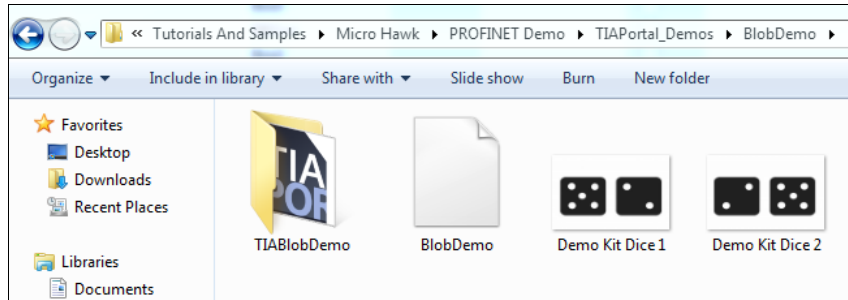 « Tutorials And Samples ▸ Micro Hawk ▸ PROFINET Demo ▸ TIAPortal_Demos ▸ BlobDemo ▸
Organize ▾ Include in library ▾ Share with ▾ Slide show Burn New folder
Favorites
Desktop
Downloads
Recent Places
Libraries
Documents
TIA
POR
TIABlobDemo BlobDemo Demo Kit Dice 1 Demo Kit Dice 2